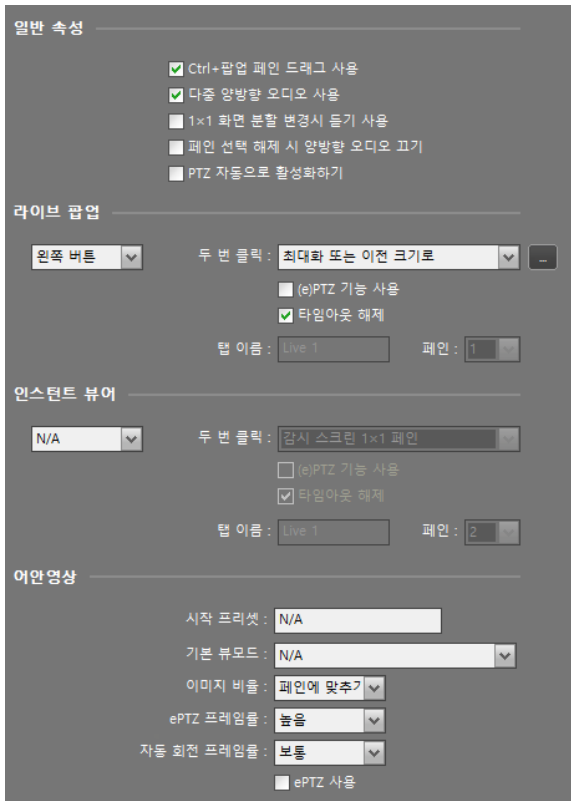 일반 속성
Ctrl+팝업 페인 드래그 사용
다중 양방향 오디오 사용
1×1 화면 분할 변경시 듣기 사용
페인 선택 해제 시 양방향 오디오 끄기
PTZ 자동으로 활성화하기
라이브 팝업
왼쪽 버튼 두 번 클릭 : 최대화 또는 이전 크기로 ...
(e)PTZ 기능 사용
타임아웃 해제
탭 이름 : Live 1 페인 : 1
인스턴트 뷰어
N/A 두 번 클릭 : 감시 스크린 1×1 페인
(e)PTZ 기능 사용
타임아웃 해제
탭 이름 : Live 1 페인 : 2
어안영상
시작 프리셋 : N/A
기본 뷰모드 : N/A
이미지 비율 : 페인에 맞추기
ePTZ 프레임률 : 높음
자동 회전 프레임률 : 보통
ePTZ 사용